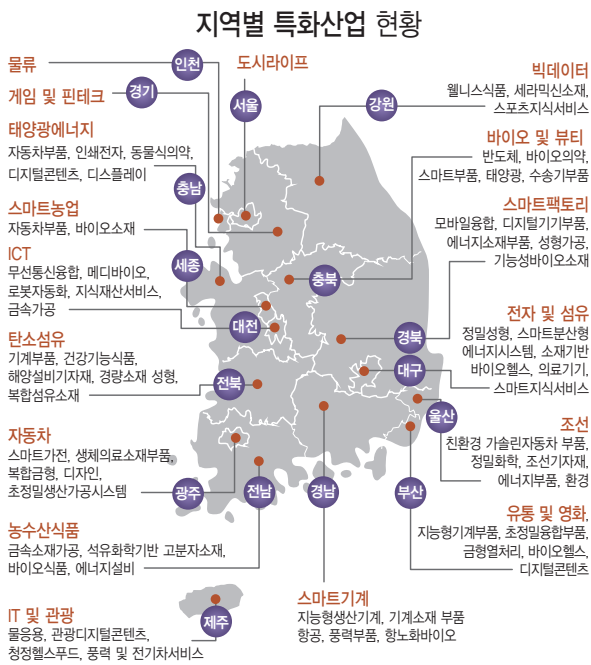 지역별 특화산업 현황
물류
인천
도시라이프
게임 및 핀테크
경기
서울
빅데이터
웰니스식품, 세라믹신소재,
스포츠지식서비스
강원
태양광에너지
자동차부품, 인쇄전자, 동물식의약,
디지털콘텐츠, 디스플레이
충남
바이오 및 뷰티
반도체, 바이오의약,
스마트부품, 태양광, 수송기부품
충북
스마트농업
자동차부품, 바이오소재
세종
스마트팩토리
모바일융합, 디지털기기부품,
에너지소재부품, 성형가공,
기능성바이오소재
경북
ICT
무선통신융합, 메디바이오,
로봇자동화, 지식재산서비스,
금속가공
대전
전자 및 섬유
정밀성형, 스마트분산형
에너지시스템, 소재기반
바이오헬스, 의료기기,
스마트지식서비스
대구
탄소섬유
기계부품, 건강기능식품,
해양설비기자재, 경량소재 성형,
복합섬유소재
전북
울산
조선
친환경 가솔린자동차 부품,
정밀화학, 조선기자재,
에너지부품, 환경
자동차
스마트가전, 생체의료소재부품,
복합금형, 디자인,
초정밀생산가공시스템
광주
전남
경남
부산
유통 및 영화,
지능형기계부품, 초정밀융합부품,
금형열처리, 바이오헬스,
디지털콘텐츠
농수산식품
금속소재가공, 석유화학기반 고분자소재,
바이오식품, 에너지설비
스마트기계
지능형생산기계, 기계소재 부품
항공, 풍력부품, 항노화바이오
IT 및 관광
물응용, 관광디지털콘텐츠,
청정헬스푸드, 풍력 및 전기차서비스
제주